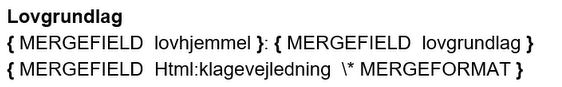 Lovgrundlag
{ MERGEFIELD  lovhjemmel }: { MERGEFIELD  lovgrundlag }
{ MERGEFIELD  Html:klagevejledning  \* MERGEFORMAT }